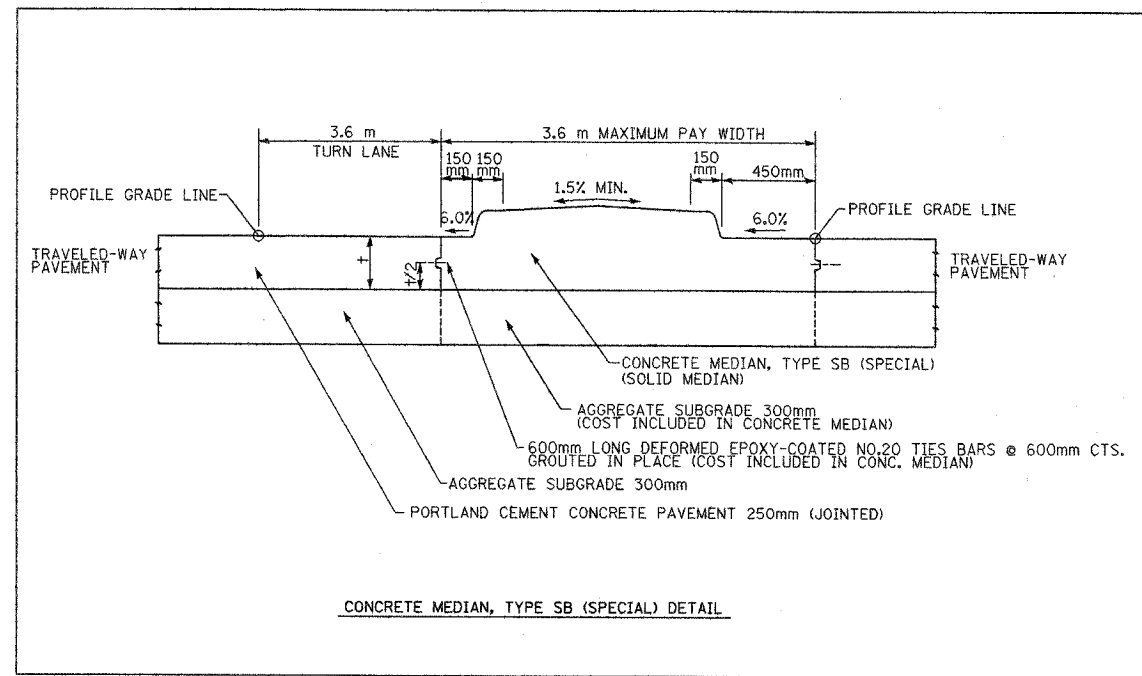 3.6 m
TURN LANE
3.6 m MAXIMUM PAY WIDTH
150 150
mm mm
150
mm
450mm
1.5% MIN.
PROFILE GRADE LINE
6.0%
6.0%
PROFILE GRADE LINE
TRAVELED-WAY
PAVEMENT
t
t/2
TRAVELED-WAY
PAVEMENT
CONCRETE MEDIAN, TYPE SB (SPECIAL)
(SOLID MEDIAN)
AGGREGATE SUBGRADE 300mm
(COST INCLUDED IN CONCRETE MEDIAN)
600mm LONG DEFORMED EPOXY-COATED NO.20 TIES BARS @ 600mm CTS.
GROUTED IN PLACE (COST INCLUDED IN CONC. MEDIAN)
AGGREGATE SUBGRADE 300mm
PORTLAND CEMENT CONCRETE PAVEMENT 250mm (JOINTED)
CONCRETE MEDIAN, TYPE SB (SPECIAL) DETAIL